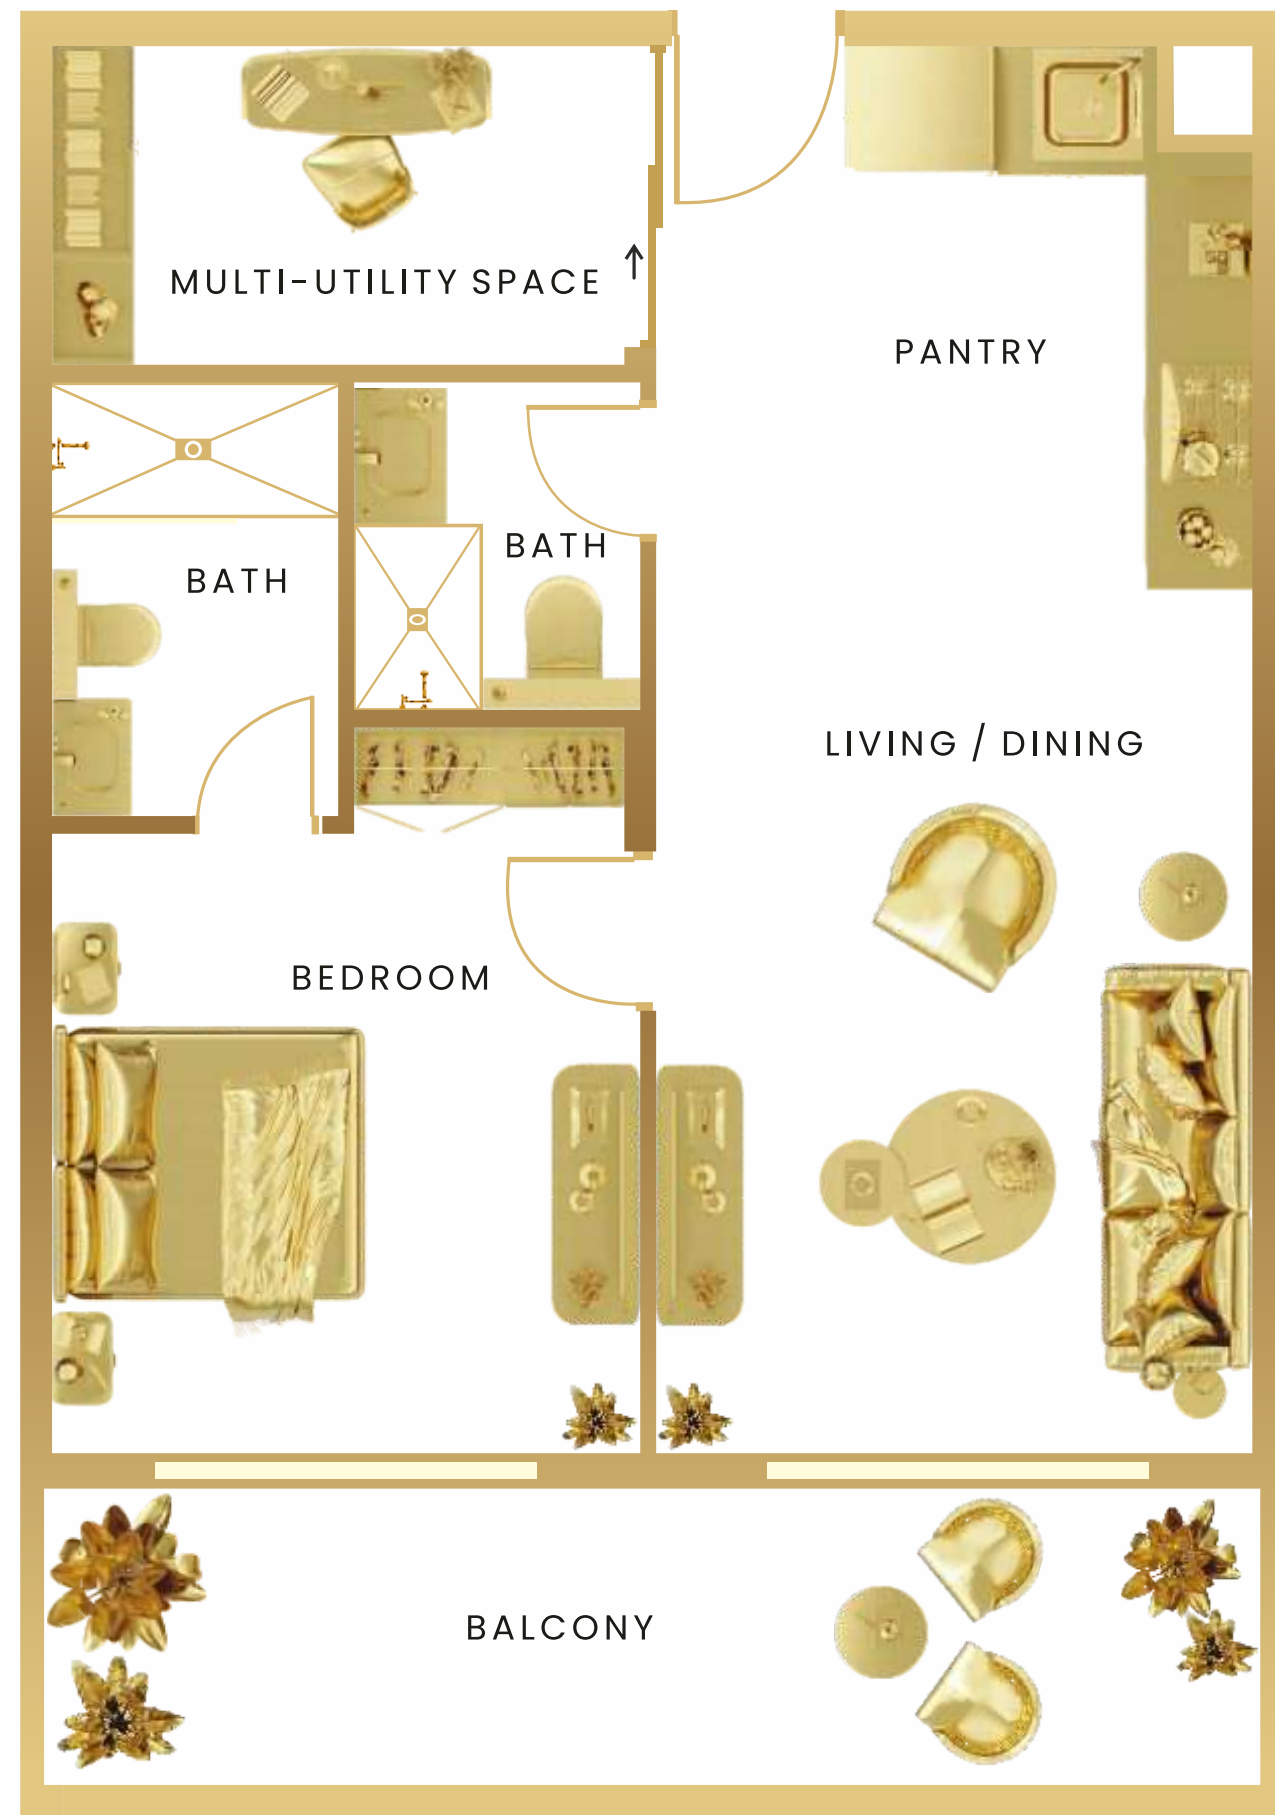 MULTI-UTILITY SPACE
PANTRY
BATH
BATH
LIVING / DINING
BEDROOM
BALCONY